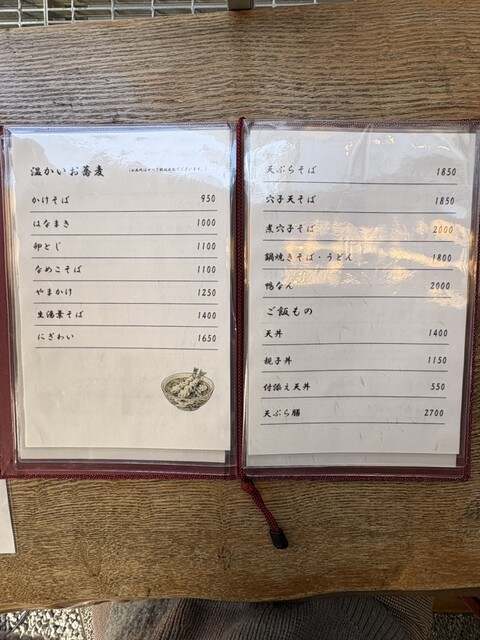 温かいお蕎麦
かけそば 950
はなまき 1000
卵とじ 1100
なめこそば 1100
やまかけ 1250
生湯葉そば 1400
にぎわい 1650
天ぷらそば 1850
穴子天そば 1850
煮穴子そば 2000
鍋焼きそば・うどん 1800
鴨なん 2000
ご飯もの
天丼 1400
親子丼 1150
付添え天丼 550
天ぷら膳 2700